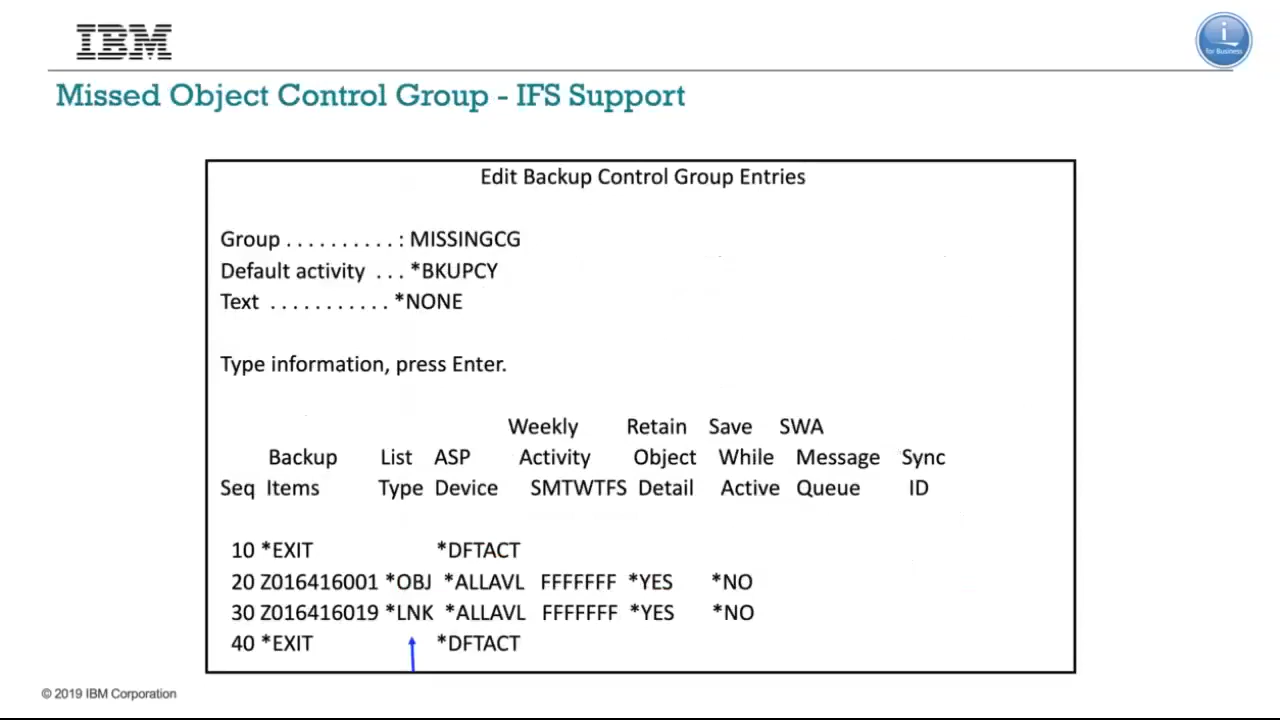 IBM
i
for Business
Missed Object Control Group - IFS Support
Edit Backup Control Group Entries
Group . . . . . . . . . . : MISSINGCG
Default activity . . . *BKUPCY
Text . . . . . . . . . . . *NONE
Type information, press Enter.
Weekly Retain Save SWA
Backup List ASP Activity Object While Message Sync
Seq Items Type Device SMTWTFS Detail Active Queue ID
10 *EXIT *DFTACT
20 Z016416001 *OBJ *ALLAVL FFFFFFF *YES *NO
30 Z016416019 *LNK *ALLAVL FFFFFFF *YES *NO
40 *EXIT *DFTACT
© 2019 IBM Corporation